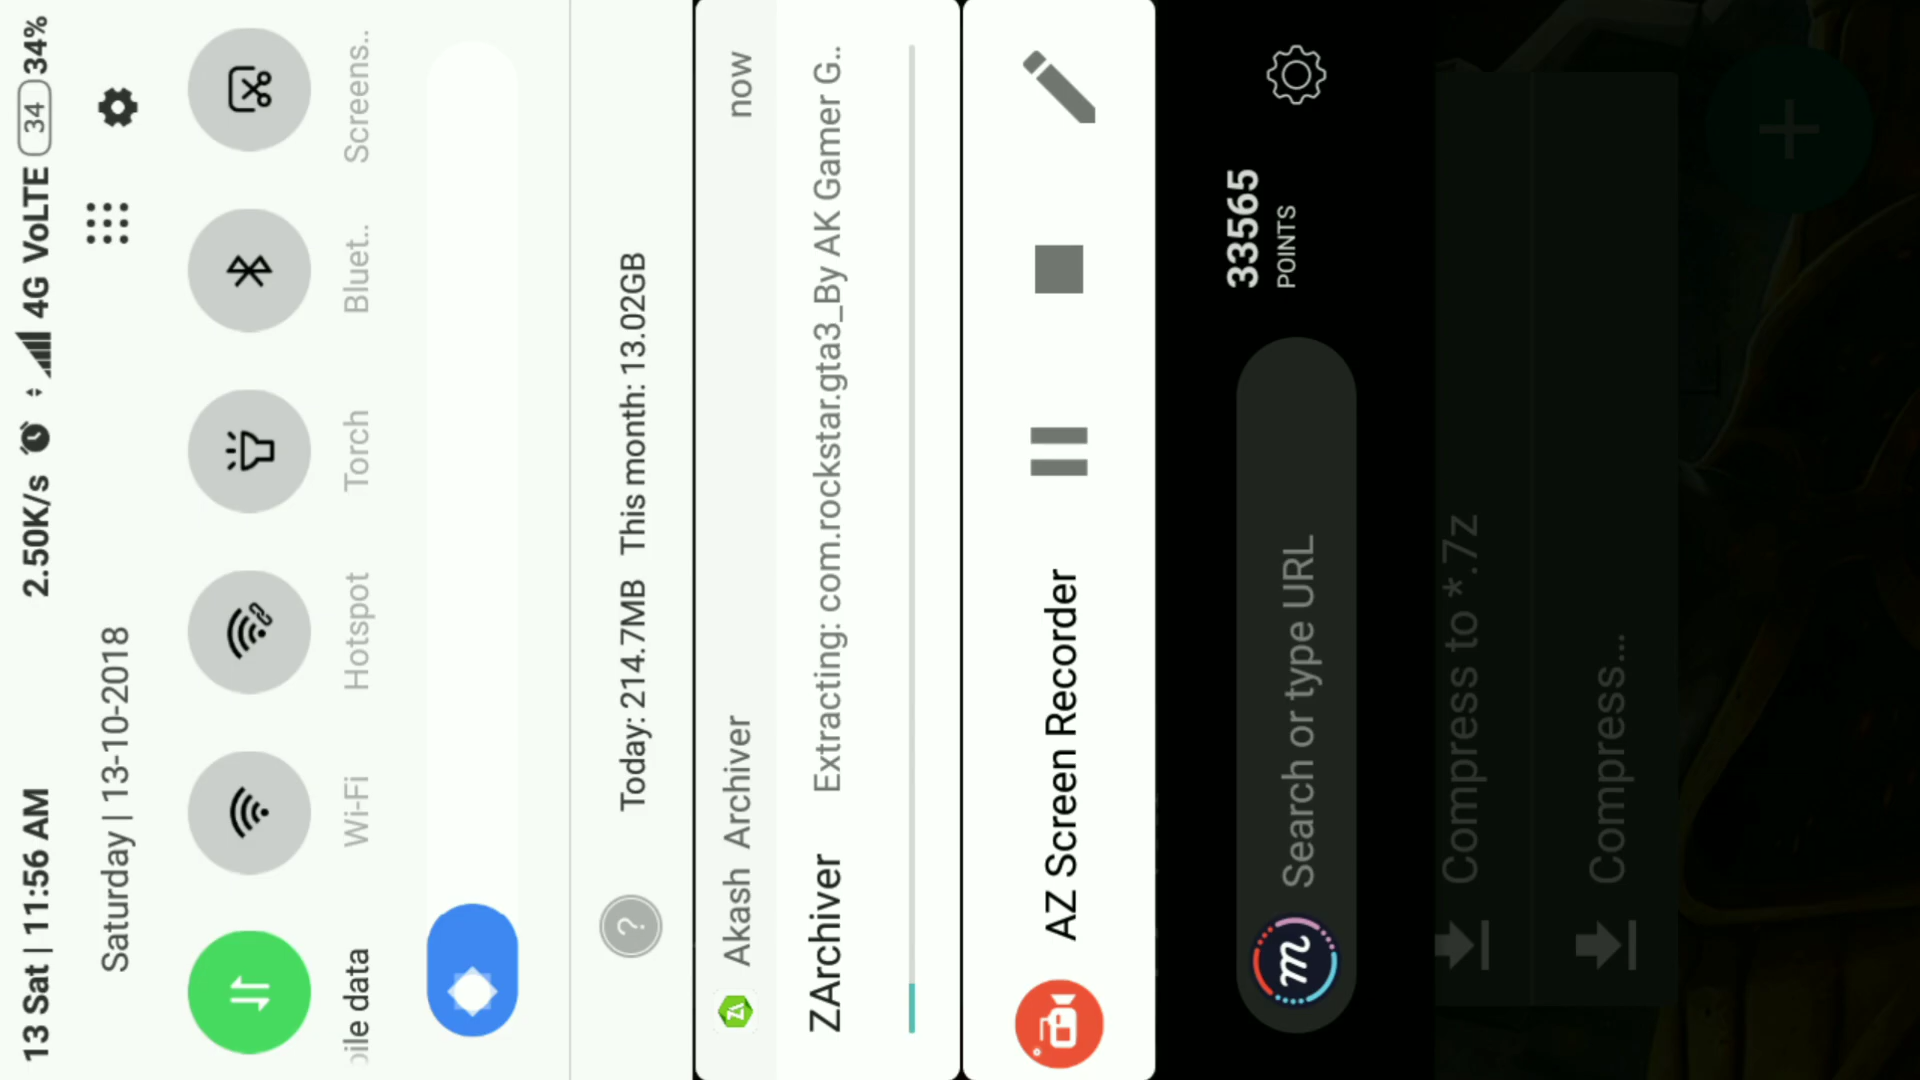 13 Sat | 11:56 AM 2.50K/s 4G VoLTE 34 34%
Saturday | 13-10-2018
bile data Wi-Fi Hotspot Torch Bluet.. Screens..
? Today: 214.7MB This month: 13.02GB
Akash Archiver now
ZArchiver Extracting: com.rockstar.gta3_By AK Gamer G..
AZ Screen Recorder
m Search or type URL 33565
POINTS
Compress to *.7z
Compress...